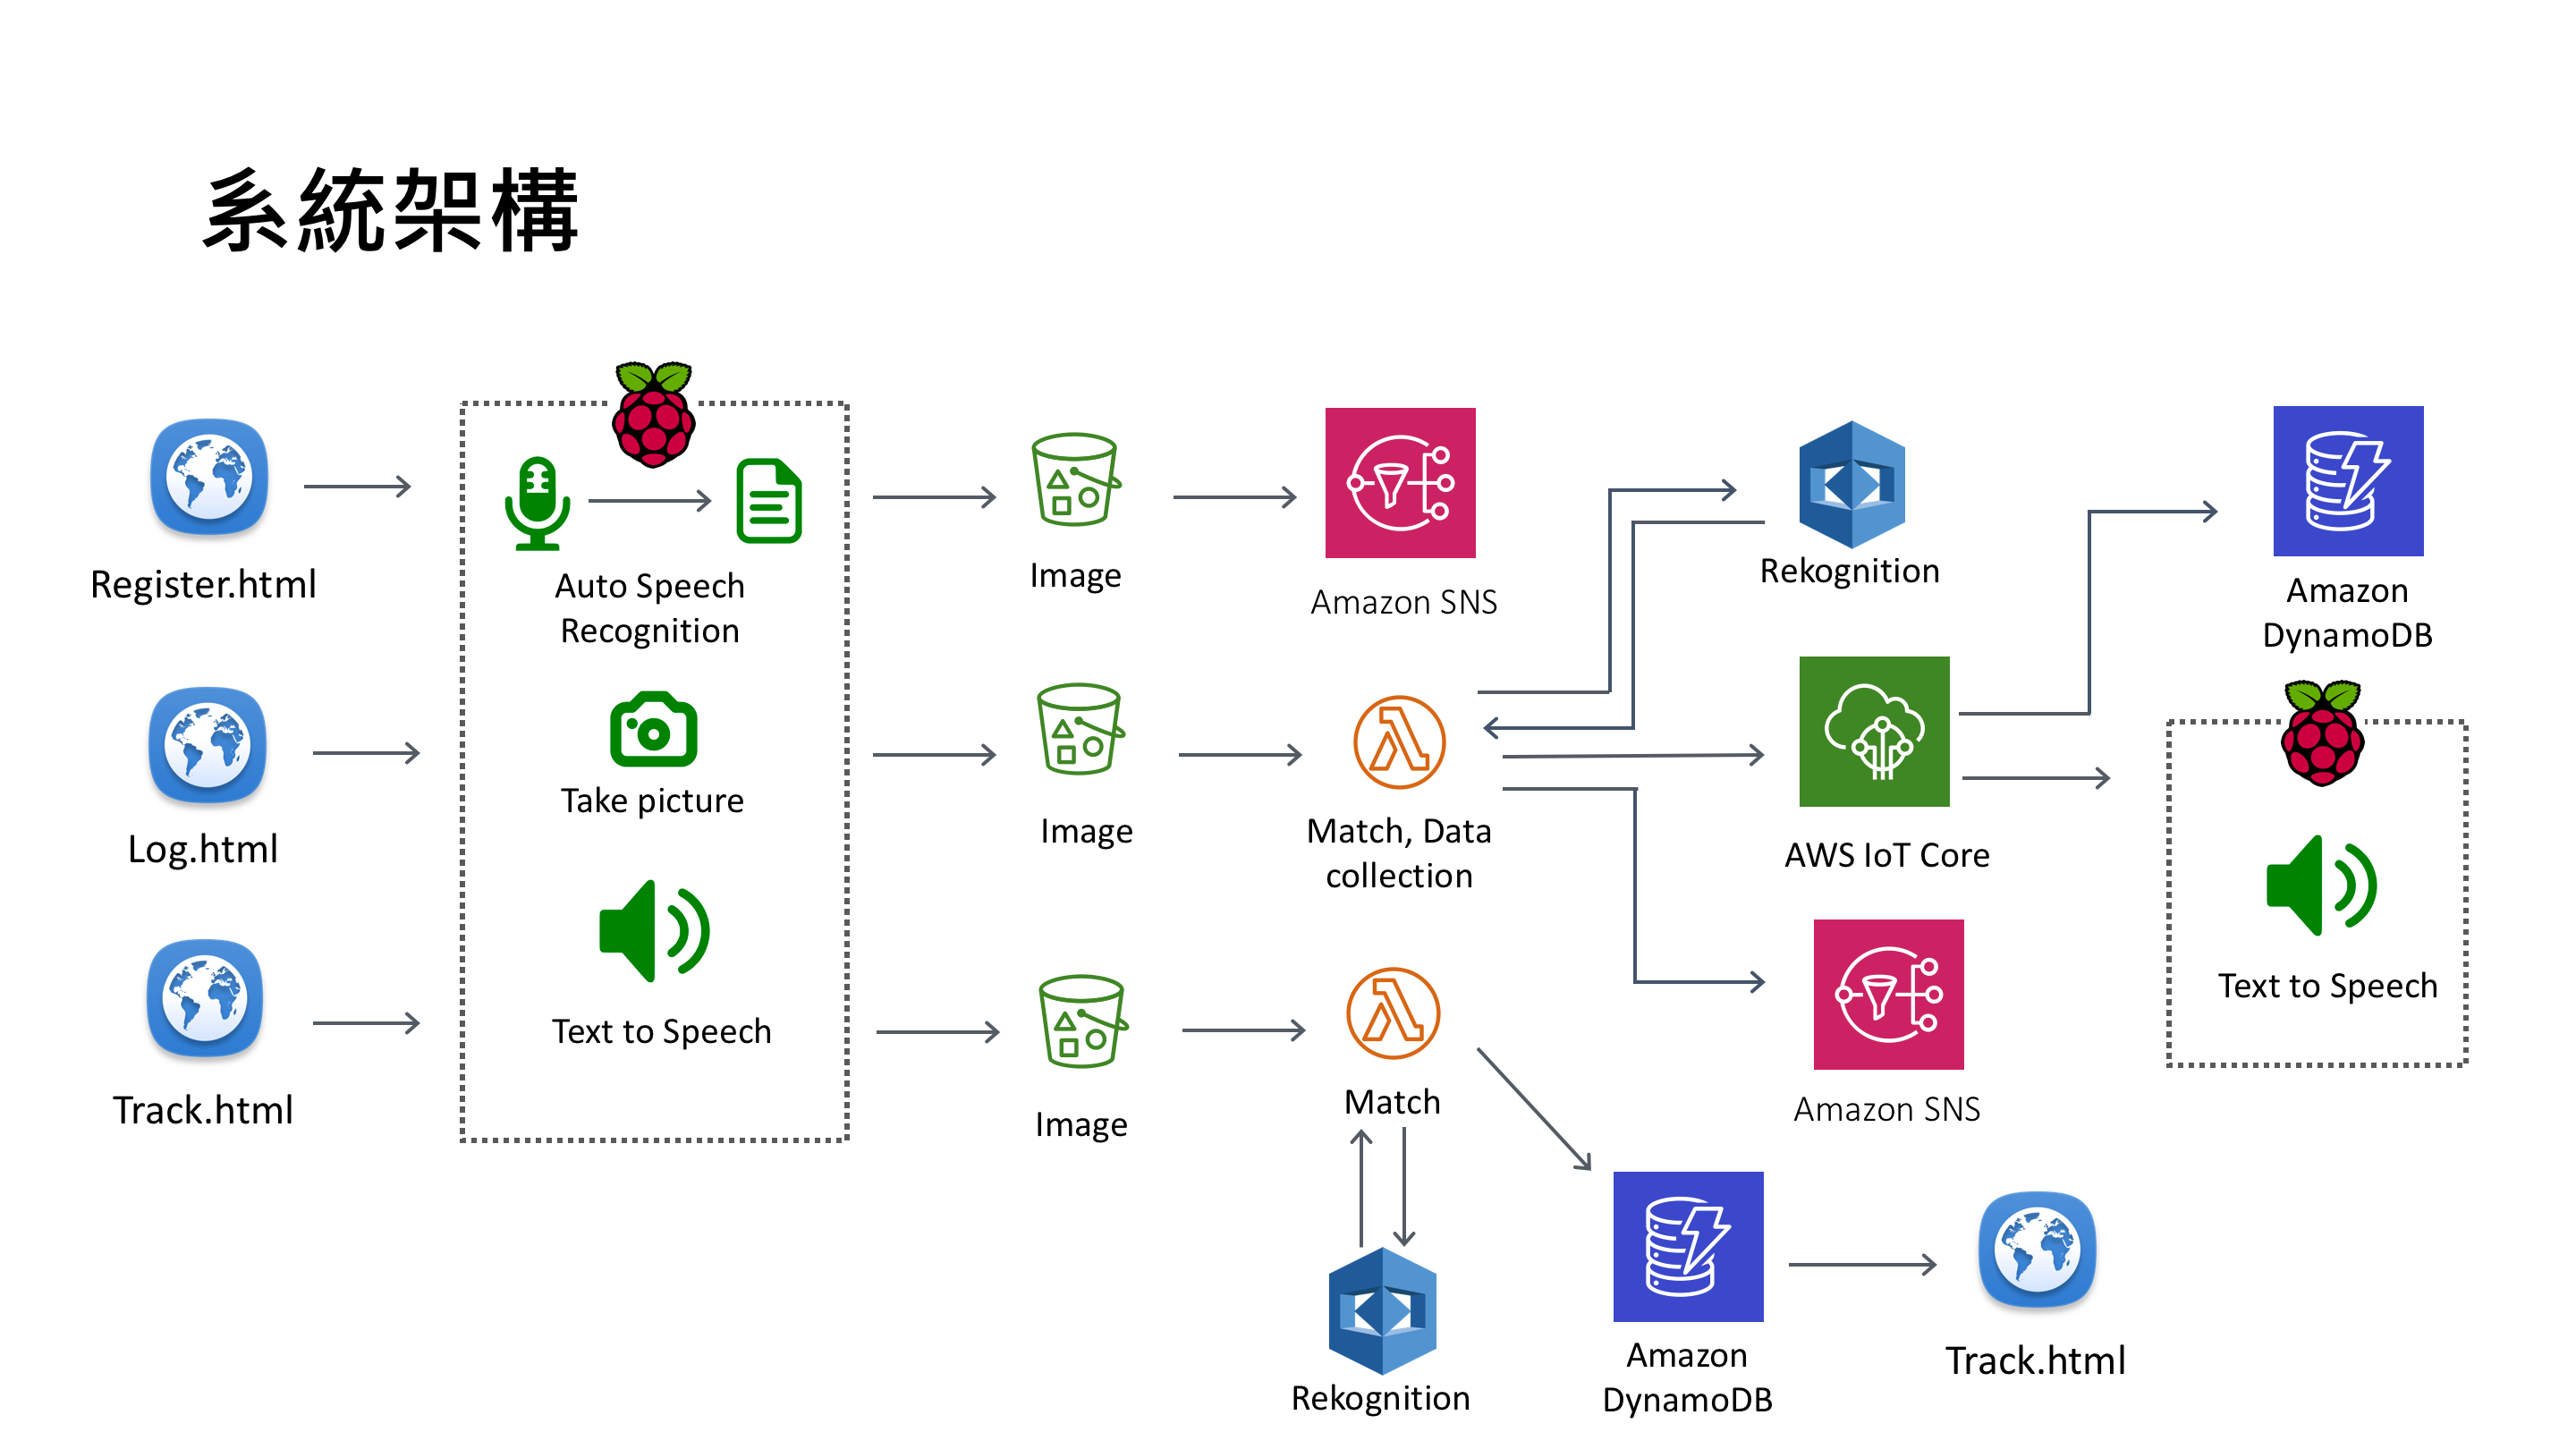 系統架構
Register.html
Auto Speech
Recognition
Image
Amazon SNS
Rekognition
Amazon
DynamoDB
Log.html
Take picture
Image
Match, Data
collection
AWS IoT Core
Text to Speech
Track.html
Text to Speech
Image
Match
Amazon SNS
Rekognition
Amazon
DynamoDB
Track.html